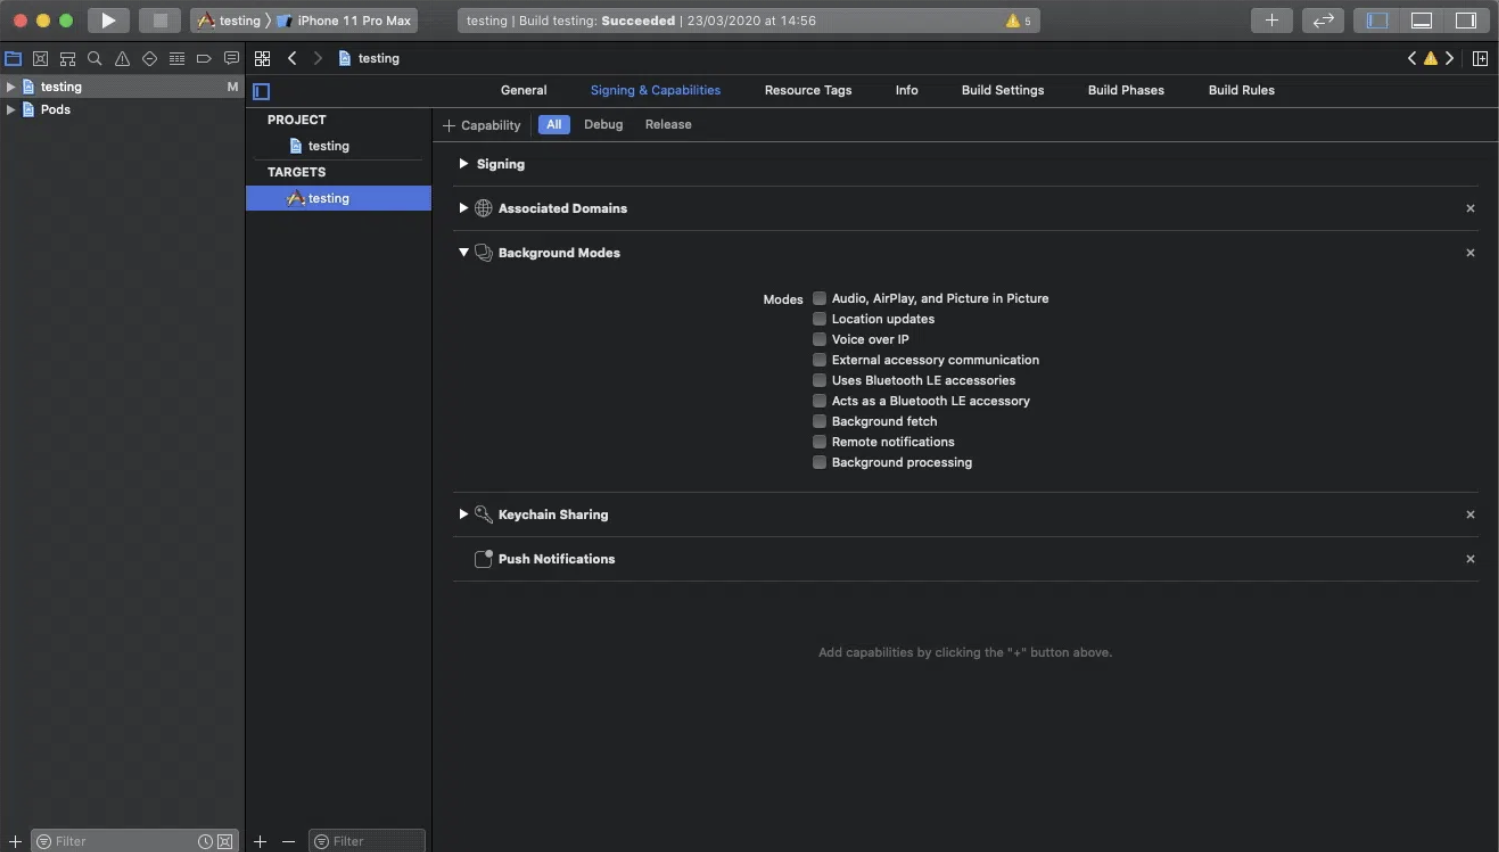 testing 〉 iPhone 11 Pro Max
testing | Build testing: Succeeded | 23/03/2020 at 14:56
5
testing
testing M
Pods
General Signing & Capabilities Resource Tags Info Build Settings Build Phases Build Rules
PROJECT
testing
TARGETS
testing
+ Capability All Debug Release
Signing
Associated Domains
Background Modes
Modes
Audio, AirPlay, and Picture in Picture
Location updates
Voice over IP
External accessory communication
Uses Bluetooth LE accessories
Acts as a Bluetooth LE accessory
Background fetch
Remote notifications
Background processing
Keychain Sharing
Push Notifications
Add capabilities by clicking the "+" button above.
Filter
Filter